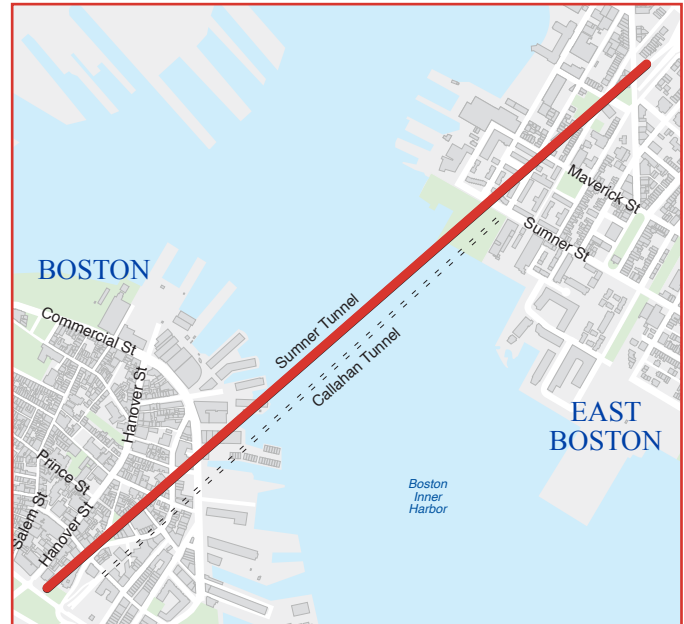 Maverick St
Sumner St
BOSTON
Commercial St
Sumner Tunnel
Callahan Tunnel
Hanover St
EAST
BOSTON
Prince St
Boston
Inner
Harbor
Salem St
Hanover St